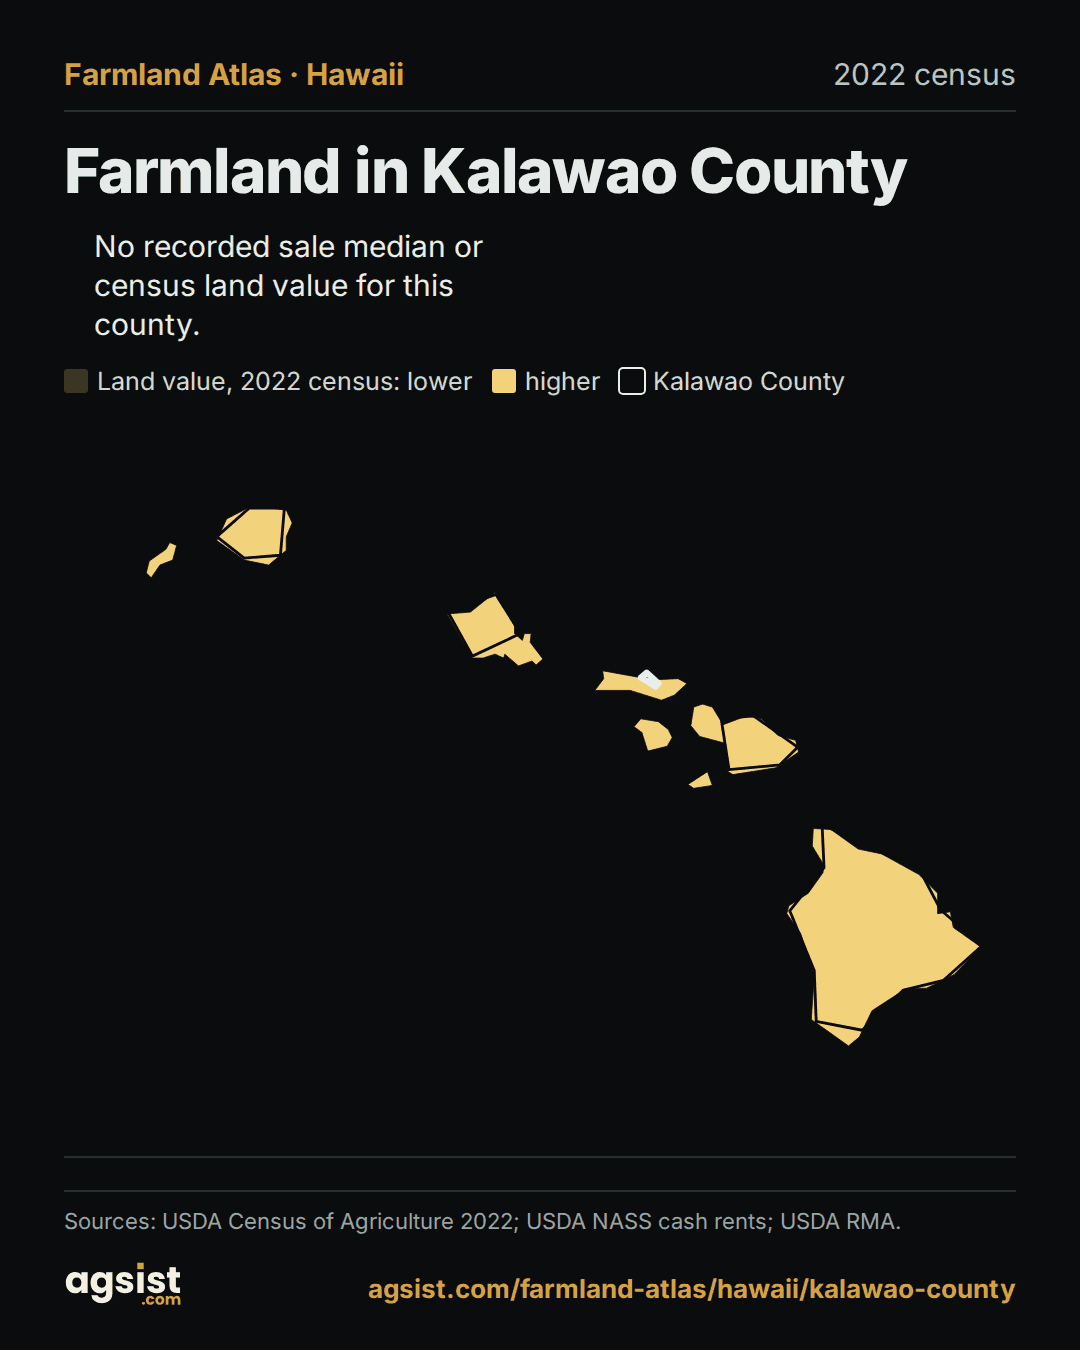 Farmland Atlas · Hawaii
2022 census
Farmland in Kalawao County
No recorded sale median or
census land value for this
county.
Land value, 2022 census: lower
higher
Kalawao County
Sources: USDA Census of Agriculture 2022; USDA NASS cash rents; USDA RMA.
agsist
.com
agsist.com/farmland-atlas/hawaii/kalawao-county